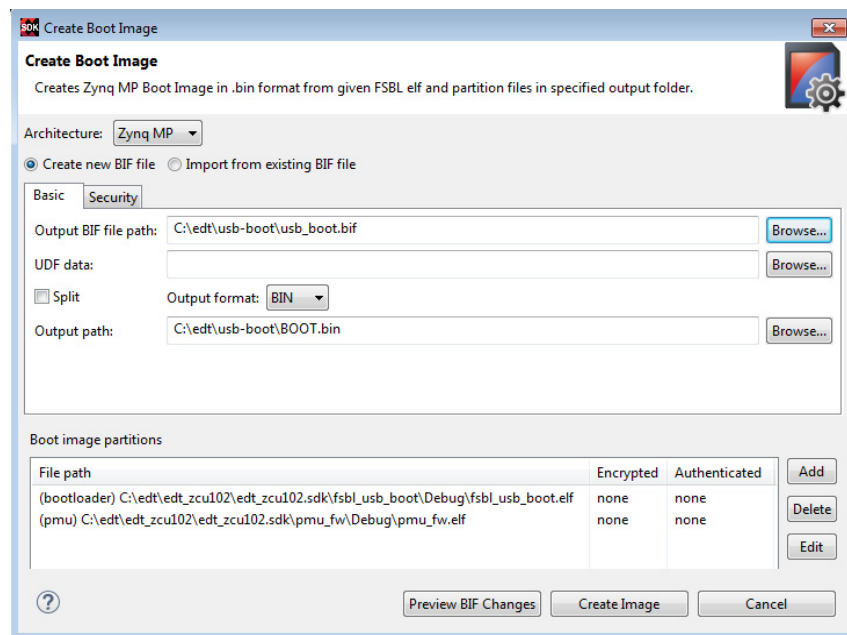 SDK Create Boot Image
Create Boot Image
Creates Zynq MP Boot Image in .bin format from given FSBL elf and partition files in specified output folder.
Architecture: Zynq MP
Create new BIF file Import from existing BIF file
Basic Security
Output BIF file path: C:\edt\usb-boot\usb_boot.bif Browse...
UDF data: Browse...
Split Output format: BIN
Output path: C:\edt\usb-boot\BOOT.bin Browse...
Boot image partitions
File path Encrypted Authenticated Add
(bootloader) C:\edt\edt_zcu102\edt_zcu102.sdk\fsbl_usb_boot\Debug\fsbl_usb_boot.elf none none
Delete
(pmu) C:\edt\edt_zcu102\edt_zcu102.sdk\pmu_fw\Debug\pmu_fw.elf none none
Edit
? Preview BIF Changes Create Image Cancel